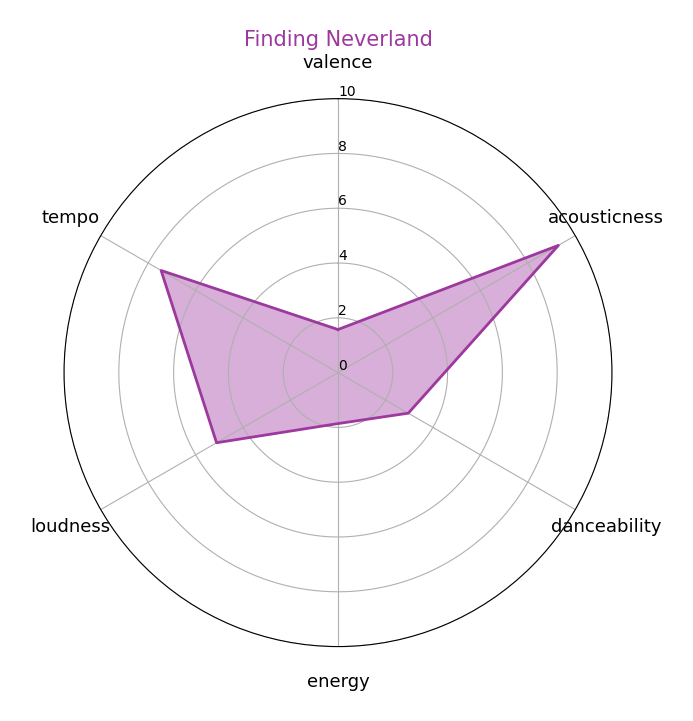 Finding Neverland
valence
10
8
tempo
acousticness
6
4
2
0
loudness
danceability
energy